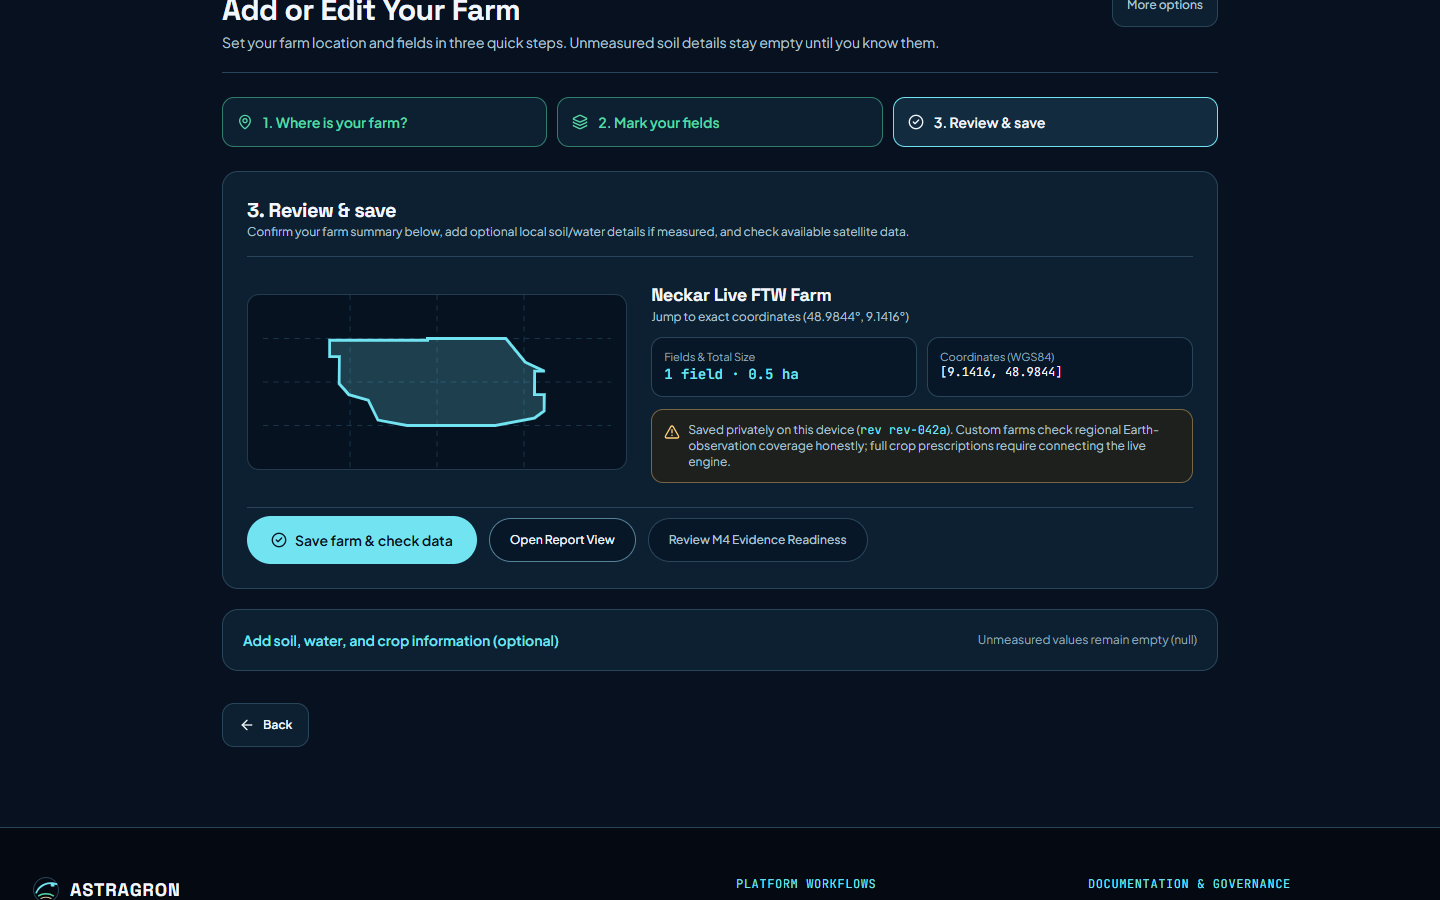 Add or Edit Your Farm
More options
Set your farm location and fields in three quick steps. Unmeasured soil details stay empty until you know them.
1. Where is your farm?
2. Mark your fields
3. Review & save
3. Review & save
Confirm your farm summary below, add optional local soil/water details if measured, and check available satellite data.
Neckar Live FTW Farm
Jump to exact coordinates (48.9844°, 9.1416°)
Fields & Total Size
1 field · 0.5 ha
Coordinates (WGS84)
[9.1416, 48.9844]
Saved privately on this device (rev rev-042a). Custom farms check regional Earth-
observation coverage honestly; full crop prescriptions require connecting the live
engine.
Save farm & check data
Open Report View
Review M4 Evidence Readiness
Add soil, water, and crop information (optional)
Unmeasured values remain empty (null)
Back
ASTRAGRON
PLATFORM WORKFLOWS
DOCUMENTATION & GOVERNANCE